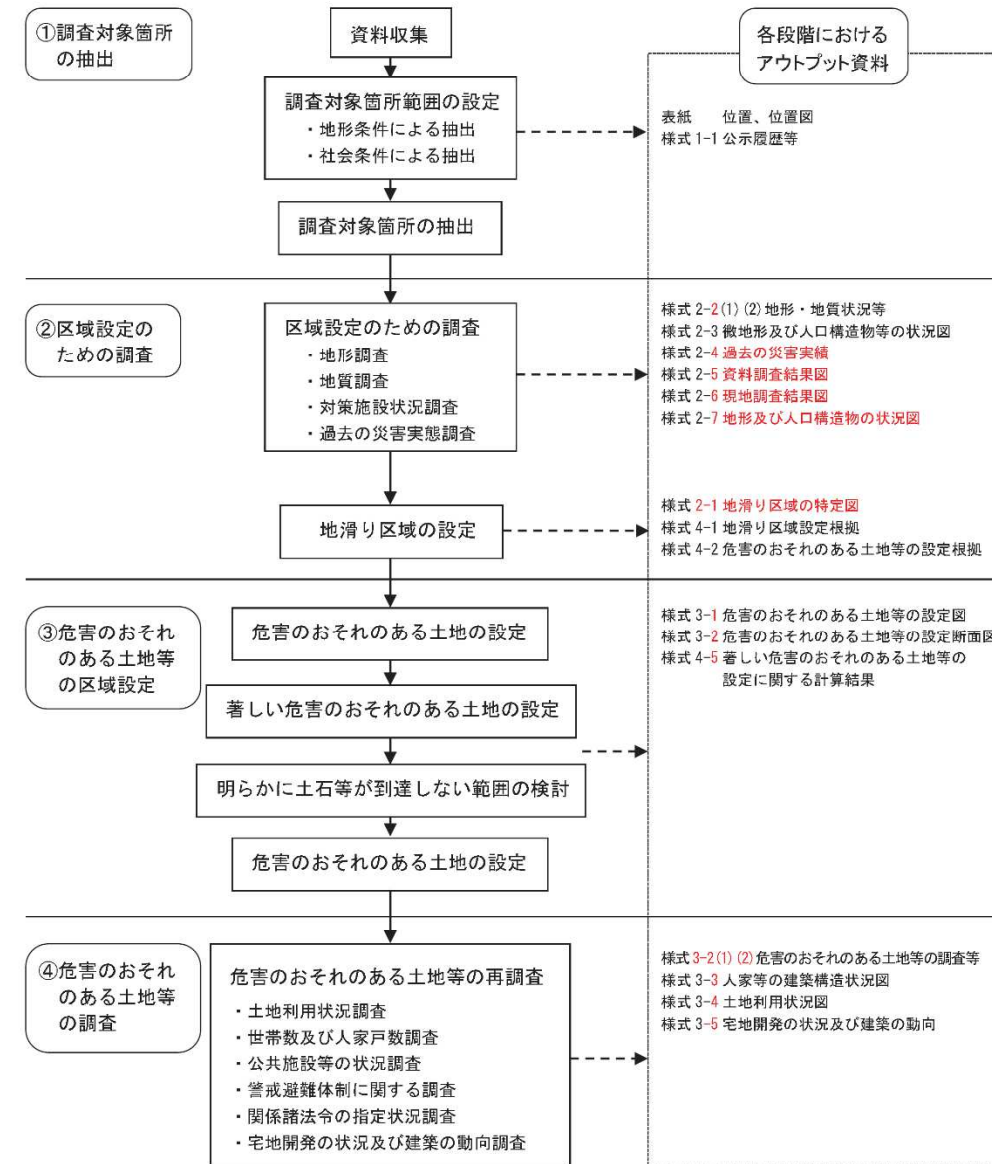 ①調査対象箇所
の抽出
資料収集
調査対象箇所範囲の設定
・地形条件による抽出
・社会条件による抽出
調査対象箇所の抽出
各段階における
アウトプット資料
表紙 位置、位置図
様式 1-1 公示履歴等
②区域設定の
ための調査
区域設定のための調査
・地形調査
・地質調査
・対策施設状況調査
・過去の災害実態調査
地滑り区域の設定
様式 2-2(1)(2)地形・地質状況等
様式 2-3 微地形及び人口構造物等の状況図
様式 2-4 過去の災害実績
様式 2-5 資料調査結果図
様式 2-6 現地調査結果図
様式 2-7 地形及び人口構造物の状況図
様式 2-1 地滑り区域の特定図
様式 4-1 地滑り区域設定根拠
様式 4-2 危害のおそれのある土地等の設定根拠
③危害のおそれ
のある土地等
の区域設定
危害のおそれのある土地の設定
著しい危害のおそれのある土地の設定
明らかに土石等が到達しない範囲の検討
危害のおそれのある土地の設定
様式 3-1 危害のおそれのある土地等の設定図
様式 3-2 危害のおそれのある土地等の設定断面図
様式 4-5 著しい危害のおそれのある土地等の
設定に関する計算結果
④危害のおそれ
のある土地等
の調査
危害のおそれのある土地等の再調査
・土地利用状況調査
・世帯数及び人家戸数調査
・公共施設等の状況調査
・警戒避難体制に関する調査
・関係諸法令の指定状況調査
・宅地開発の状況及び建築の動向調査
様式 3-2(1)(2)危害のおそれのある土地等の調査等
様式 3-3 人家等の建築構造状況図
様式 3-4 土地利用状況図
様式 3-5 宅地開発の状況及び建築の動向